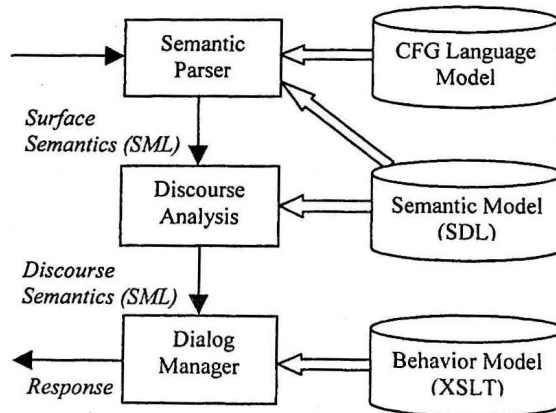 Semantic
Parser
CFG Language
Model
Surface
Semantics (SML)
Discourse
Analysis
Semantic Model
(SDL)
Discourse
Semantics (SML)
Dialog
Manager
Behavior Model
(XSLT)
Response